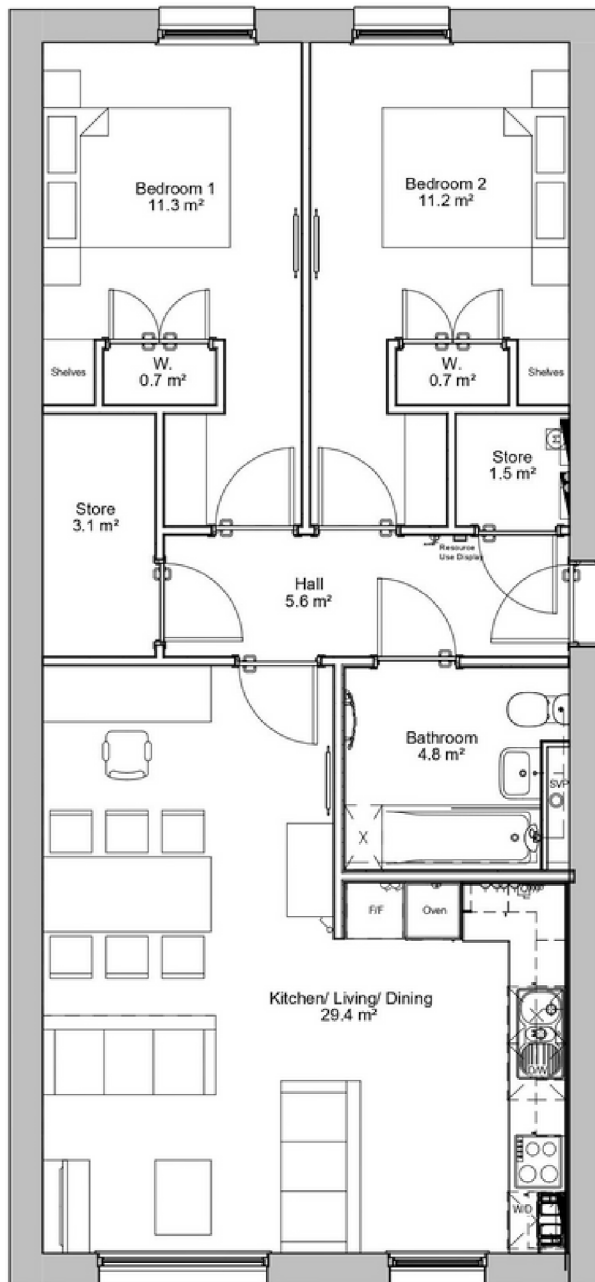 Bedroom 1
11.3 m²
Bedroom 2
11.2 m²
Shelves
W.
0.7 m²
W.
0.7 m²
Shelves
Store
3.1 m²
Store
1.5 m²
Resource
Use Display
Hall
5.6 m²
Bathroom
4.8 m²
SVP
X
F/F
Oven
Kitchen/ Living/ Dining
29.4 m²
D/W
W/D